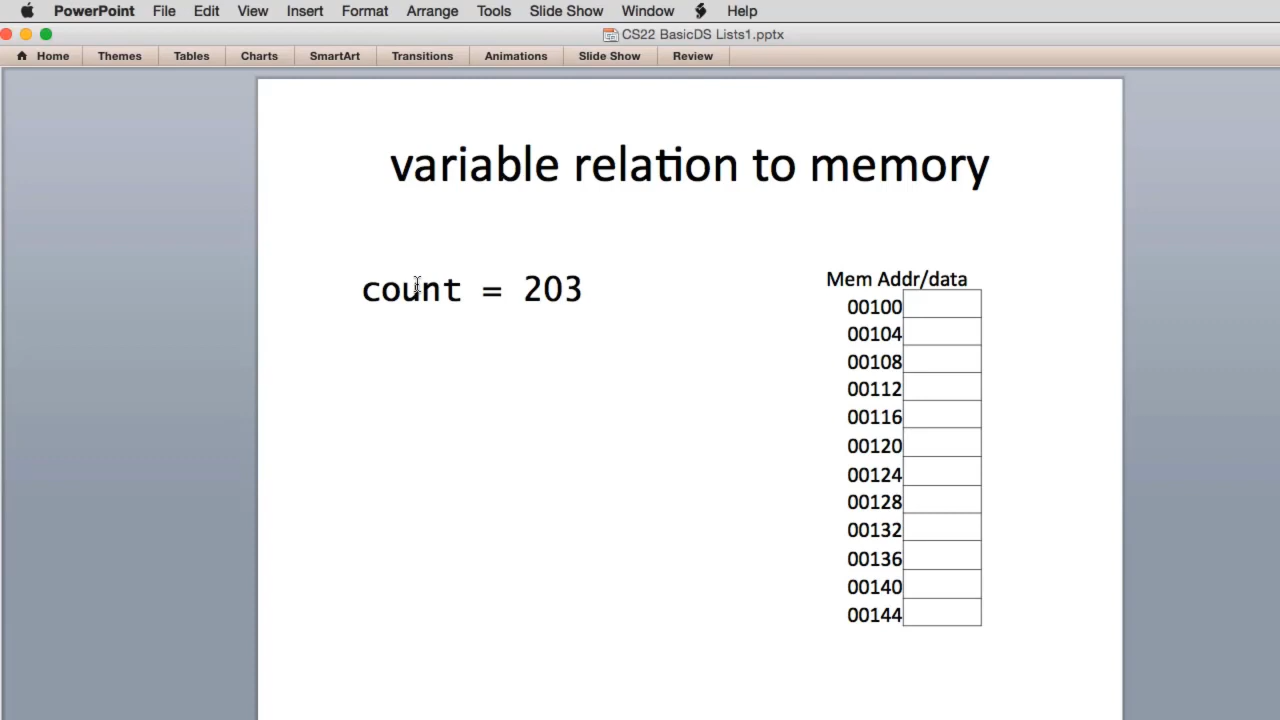 PowerPoint File Edit View Insert Format Arrange Tools Slide Show Window Help
CS22 BasicDS Lists1.pptx
Home Themes Tables Charts SmartArt Transitions Animations Slide Show Review
variable relation to memory
count = 203
Mem Addr/data
00100
00104
00108
00112
00116
00120
00124
00128
00132
00136
00140
00144